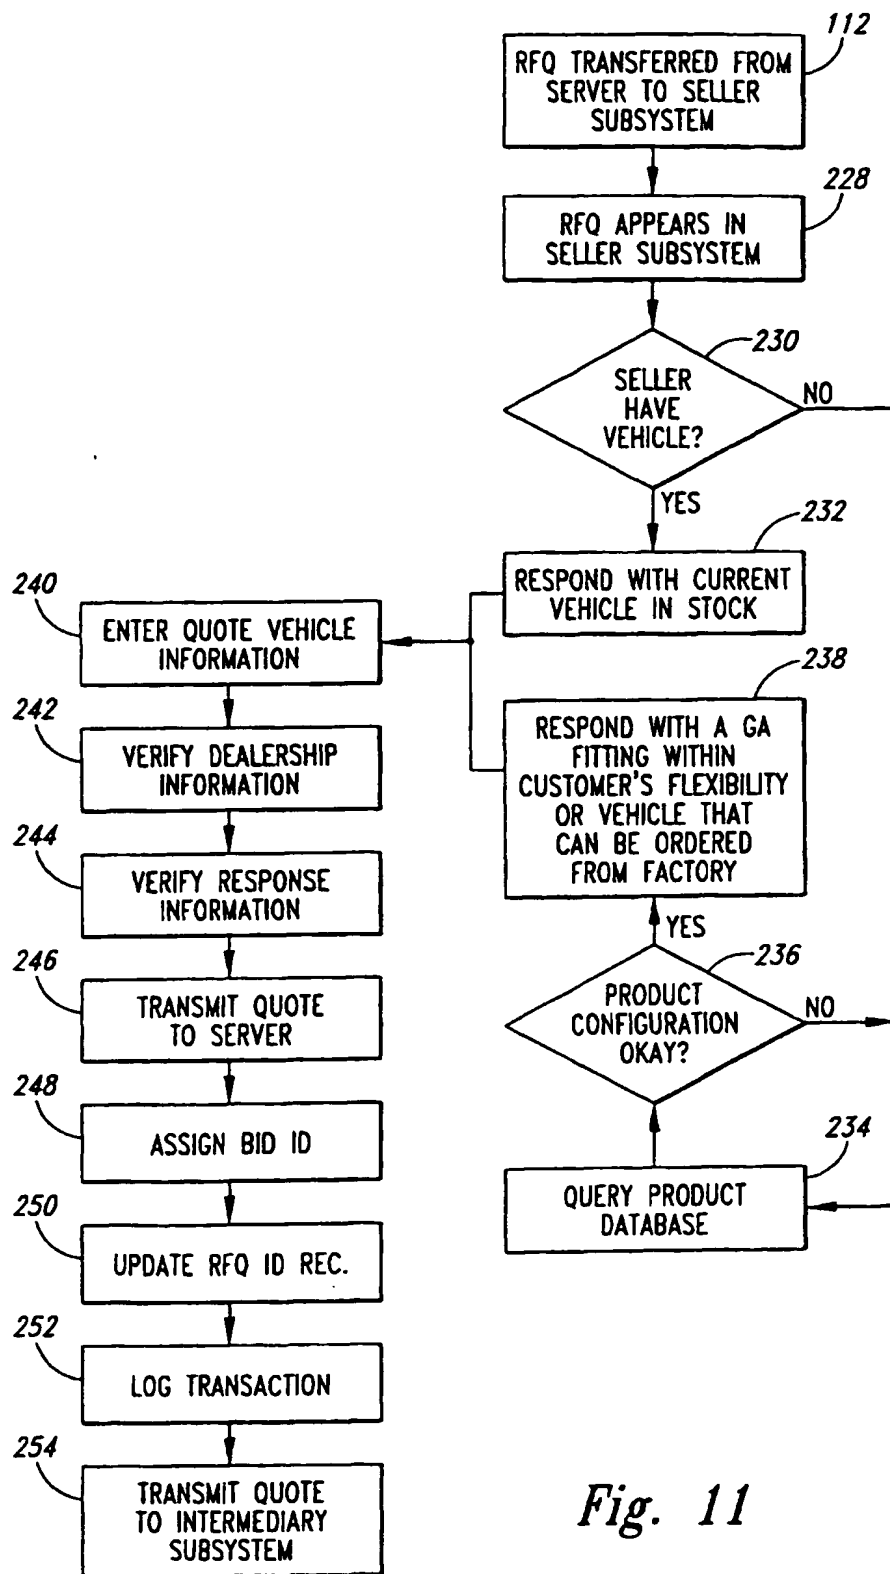 112
RFQ TRANSFERRED FROM
SERVER TO SELLER
SUBSYSTEM
228
RFQ APPEARS IN
SELLER SUBSYSTEM
230
SELLER
HAVE
VEHICLE?
NO
YES
232
RESPOND WITH CURRENT
VEHICLE IN STOCK
238
RESPOND WITH A GA
FITTING WITHIN
CUSTOMER'S FLEXIBILITY
OR VEHICLE THAT
CAN BE ORDERED
FROM FACTORY
YES
236
PRODUCT
CONFIGURATION
OKAY?
NO
234
QUERY PRODUCT
DATABASE
240
ENTER QUOTE VEHICLE
INFORMATION
242
VERIFY DEALERSHIP
INFORMATION
244
VERIFY RESPONSE
INFORMATION
246
TRANSMIT QUOTE
TO SERVER
248
ASSIGN BID ID
250
UPDATE RFQ ID REC.
252
LOG TRANSACTION
254
TRANSMIT QUOTE
TO INTERMEDIARY
SUBSYSTEM
Fig. 11